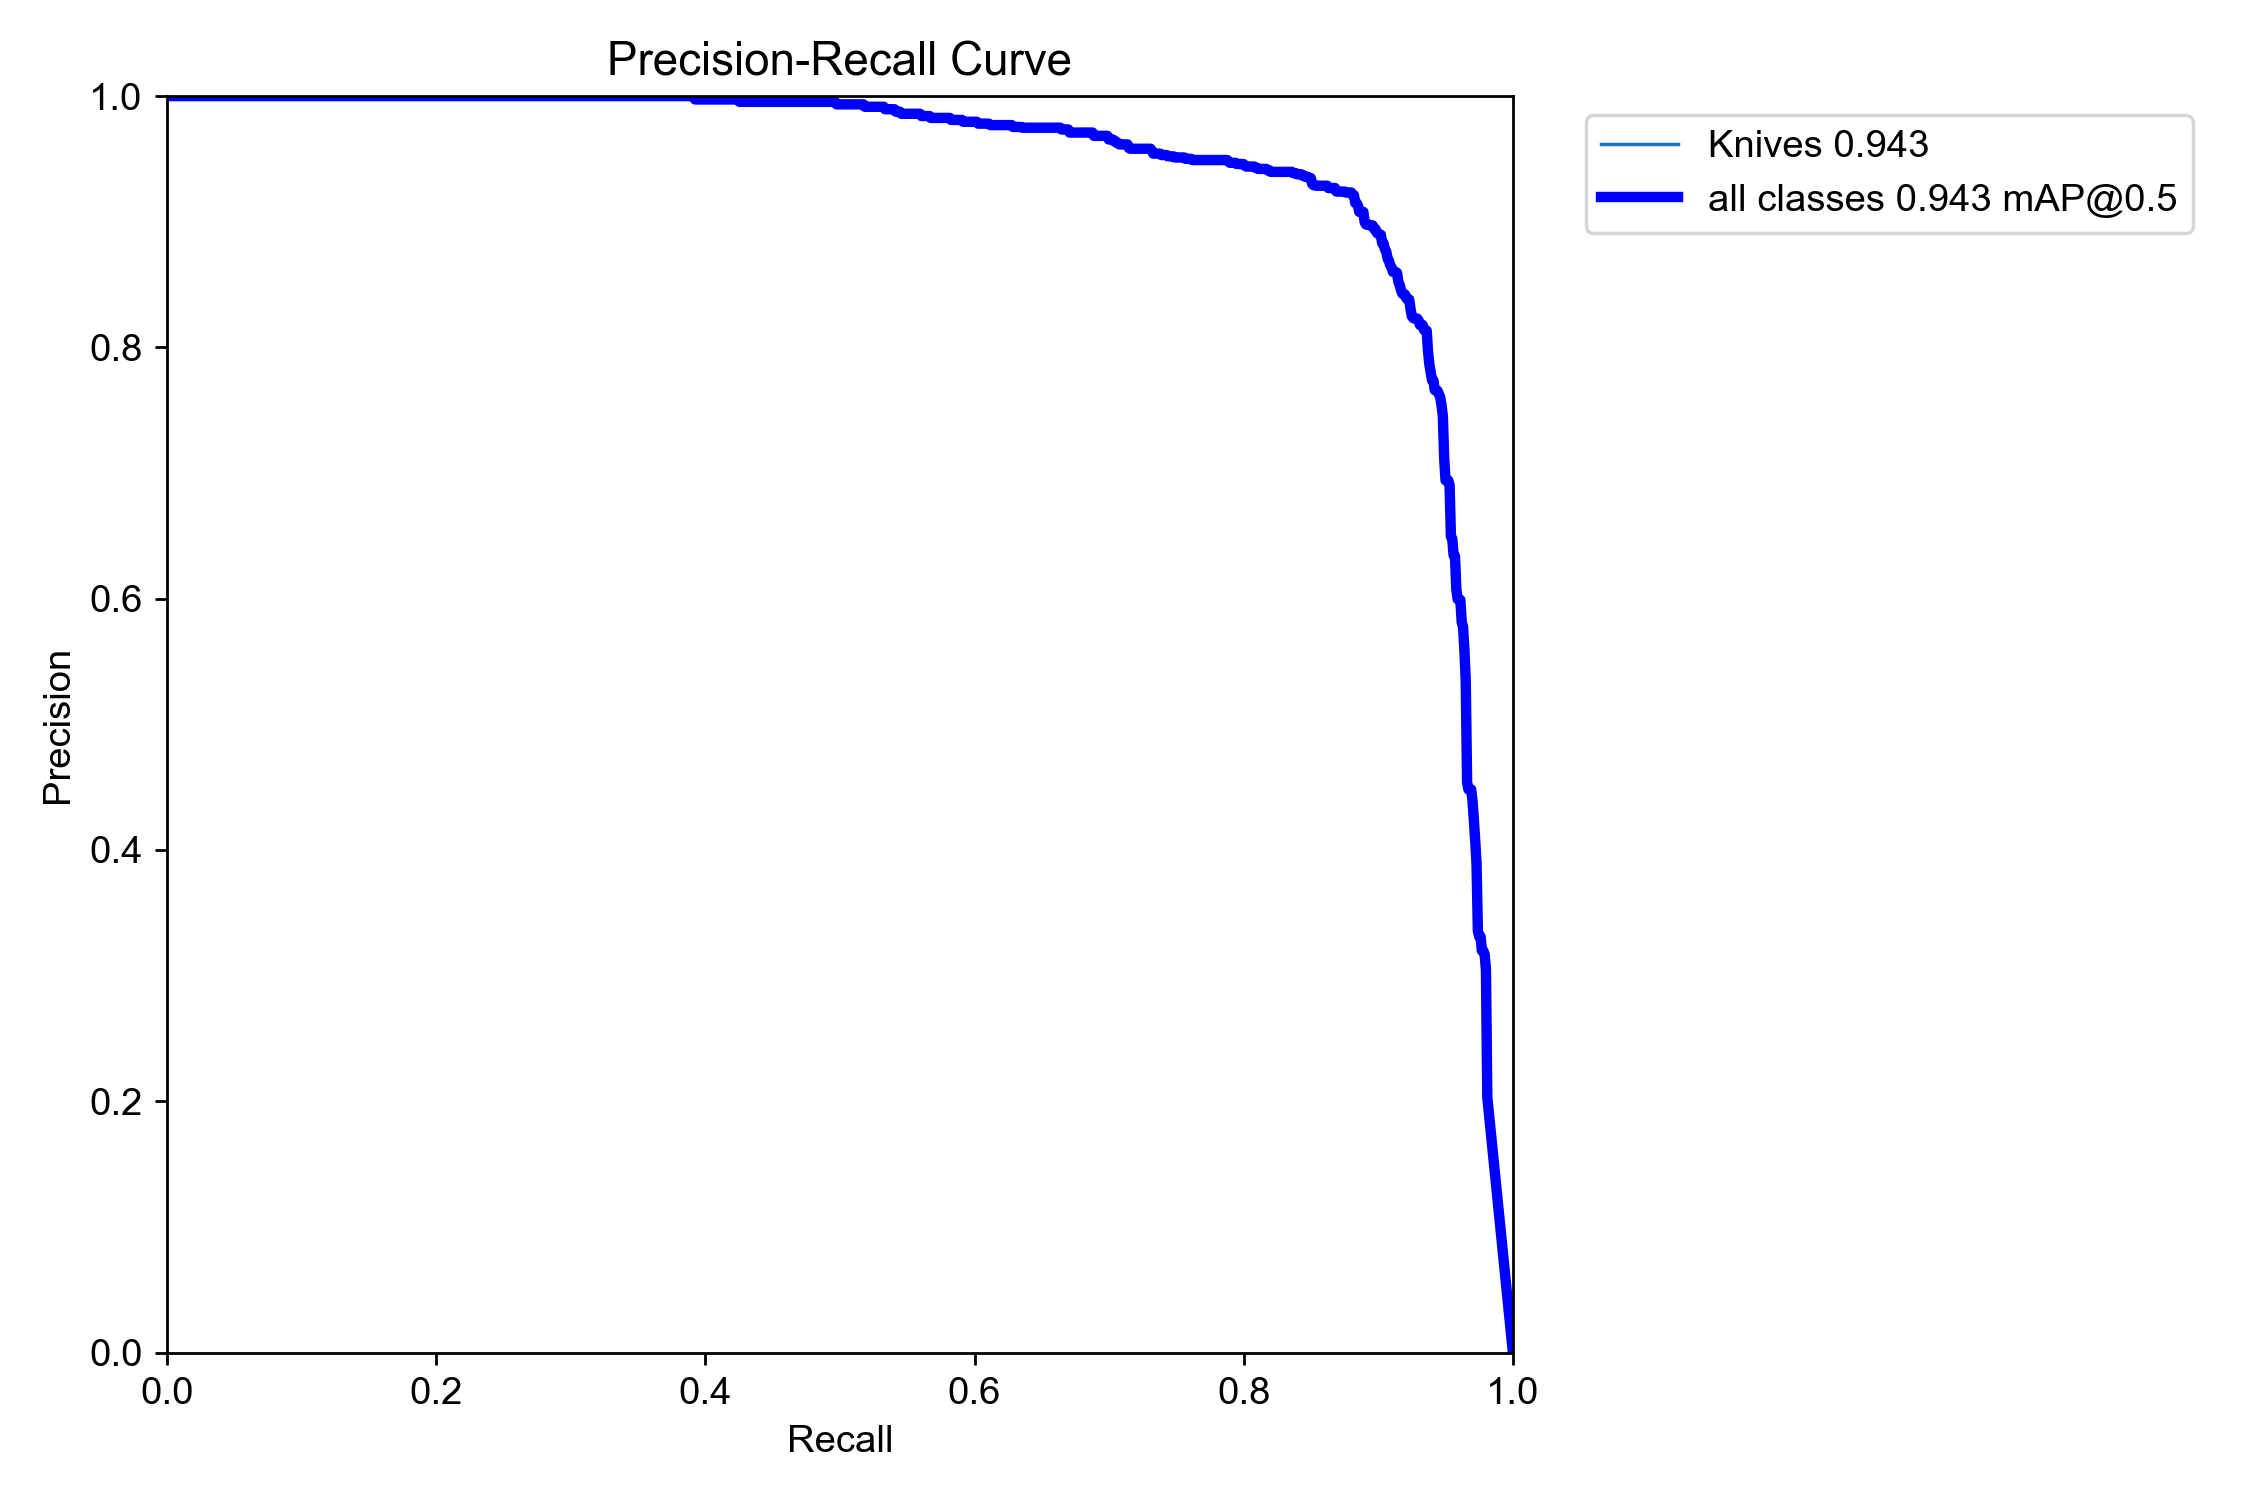 Precision-Recall Curve
1.0
0.8
0.6
0.4
0.2
0.0
Precision
0.0 0.2 0.4 0.6 0.8 1.0
Recall
Knives 0.943
all classes 0.943 mAP@0.5